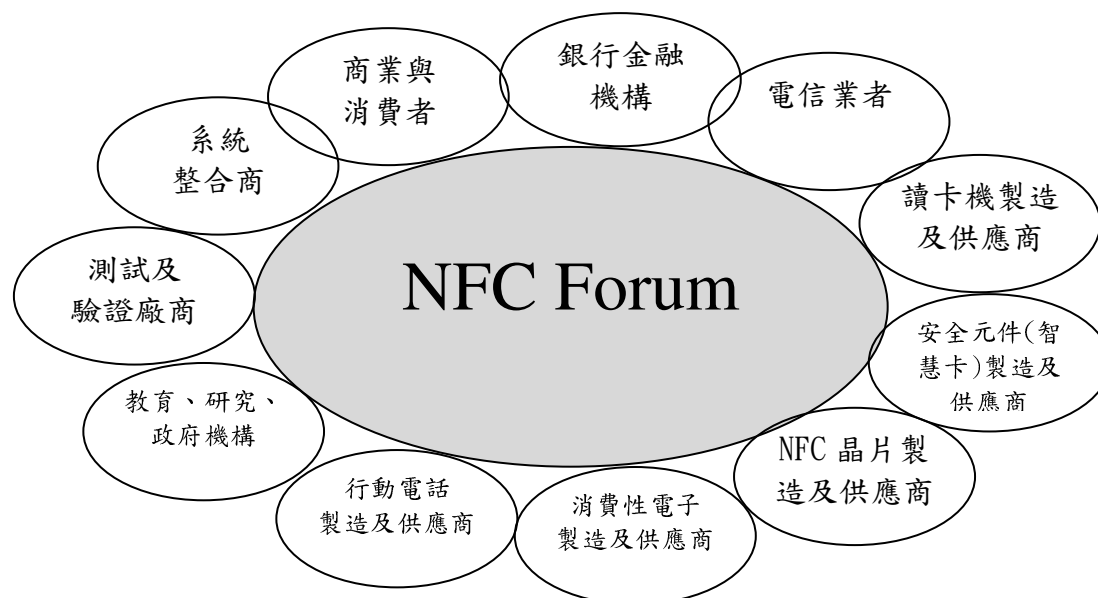 銀行金融
機構
商業與
消費者
電信業者
系統
整合商
讀卡機製造
及供應商
測試及
驗證廠商
NFC Forum
安全元件(智
慧卡)製造及
供應商
教育、研究、
政府機構
NFC 晶片製
造及供應商
行動電話
製造及供應商
消費性電子
製造及供應商